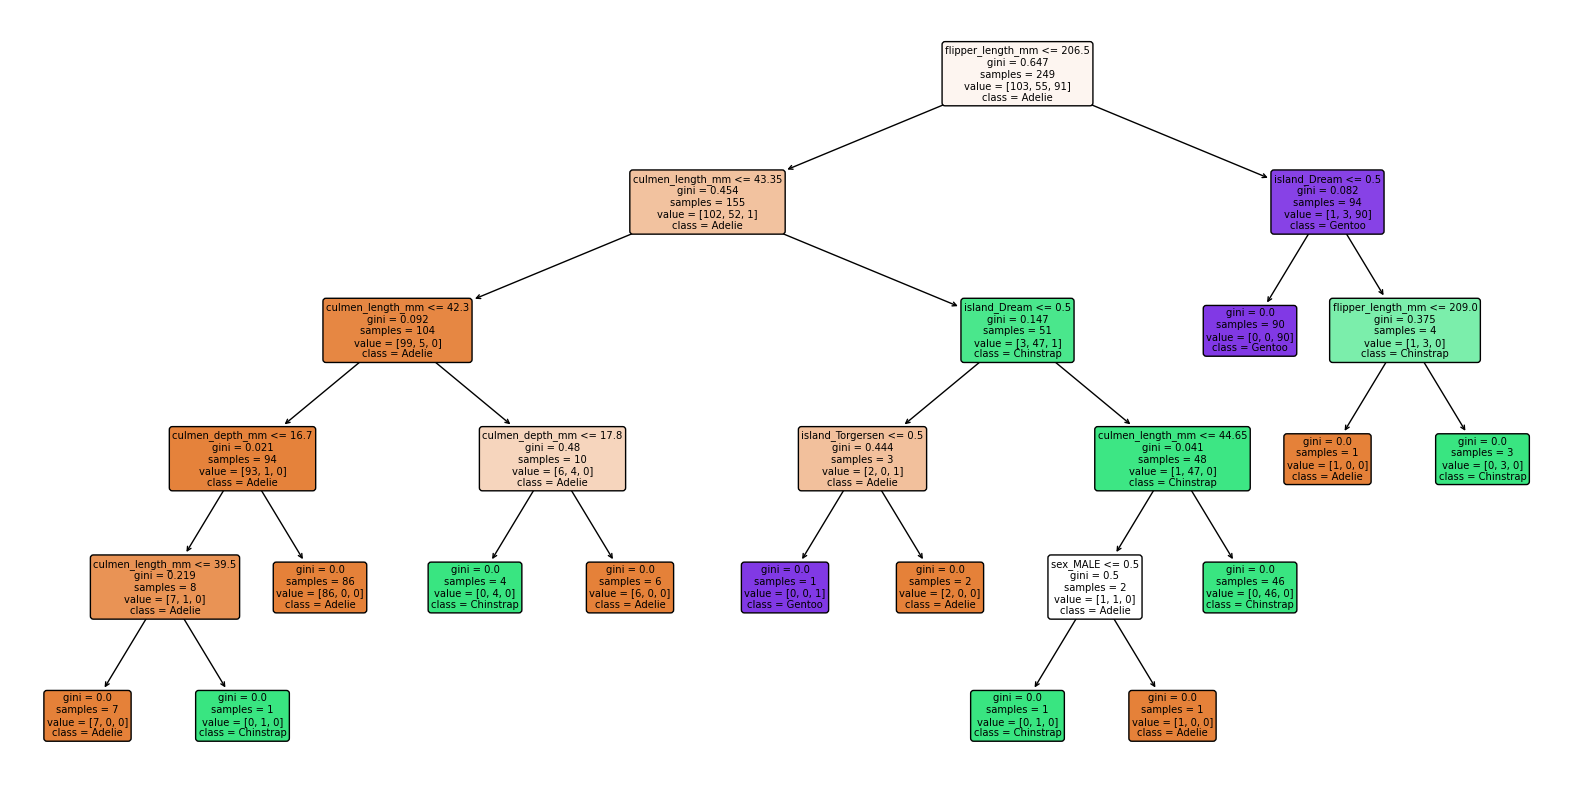 flipper_length_mm <= 206.5
gini = 0.647
samples = 249
value = [103, 55, 91]
class = Adelie
culmen_length_mm <= 43.35
gini = 0.454
samples = 155
value = [102, 52, 1]
class = Adelie
island_Dream <= 0.5
gini = 0.082
samples = 94
value = [1, 3, 90]
class = Gentoo
culmen_length_mm <= 42.3
gini = 0.092
samples = 104
value = [99, 5, 0]
class = Adelie
island_Dream <= 0.5
gini = 0.147
samples = 51
value = [3, 47, 1]
class = Chinstrap
gini = 0.0
samples = 90
value = [0, 0, 90]
class = Gentoo
flipper_length_mm <= 209.0
gini = 0.375
samples = 4
value = [1, 3, 0]
class = Chinstrap
culmen_depth_mm <= 16.7
gini = 0.021
samples = 94
value = [93, 1, 0]
class = Adelie
culmen_depth_mm <= 17.8
gini = 0.48
samples = 10
value = [6, 4, 0]
class = Adelie
island_Torgersen <= 0.5
gini = 0.444
samples = 3
value = [2, 0, 1]
class = Adelie
culmen_length_mm <= 44.65
gini = 0.041
samples = 48
value = [1, 47, 0]
class = Chinstrap
gini = 0.0
samples = 1
value = [1, 0, 0]
class = Adelie
gini = 0.0
samples = 3
value = [0, 3, 0]
class = Chinstrap
culmen_length_mm <= 39.5
gini = 0.219
samples = 8
value = [7, 1, 0]
class = Adelie
gini = 0.0
samples = 86
value = [86, 0, 0]
class = Adelie
gini = 0.0
samples = 4
value = [0, 4, 0]
class = Chinstrap
gini = 0.0
samples = 6
value = [6, 0, 0]
class = Adelie
gini = 0.0
samples = 1
value = [0, 0, 1]
class = Gentoo
gini = 0.0
samples = 2
value = [2, 0, 0]
class = Adelie
sex_MALE <= 0.5
gini = 0.5
samples = 2
value = [1, 1, 0]
class = Adelie
gini = 0.0
samples = 46
value = [0, 46, 0]
class = Chinstrap
gini = 0.0
samples = 7
value = [7, 0, 0]
class = Adelie
gini = 0.0
samples = 1
value = [0, 1, 0]
class = Chinstrap
gini = 0.0
samples = 1
value = [0, 1, 0]
class = Chinstrap
gini = 0.0
samples = 1
value = [1, 0, 0]
class = Adelie